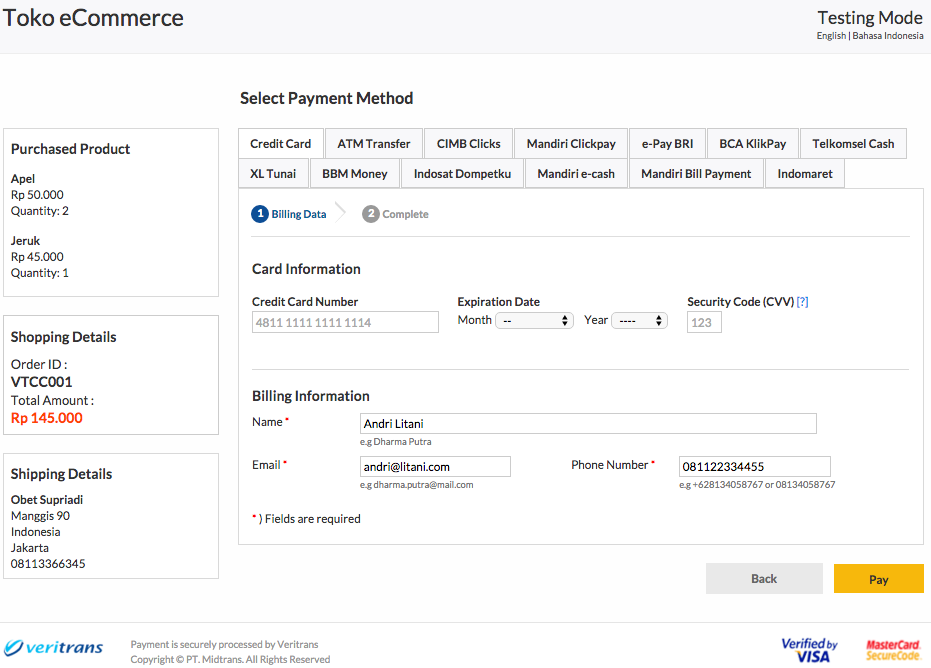 Toko eCommerce
Testing Mode
English | Bahasa Indonesia
Select Payment Method
Purchased Product
Apel
Rp 50.000
Quantity: 2
Jeruk
Rp 45.000
Quantity: 1
Shopping Details
Order ID :
VTCC001
Total Amount :
Rp 145.000
Shipping Details
Obet Supriadi
Manggis 90
Indonesia
Jakarta
08113366345
Credit Card ATM Transfer CIMB Clicks Mandiri Clickpay e-Pay BRI BCA KlikPay Telkomsel Cash
XL Tunai BBM Money Indosat Dompetku Mandiri e-cash Mandiri Bill Payment Indomaret
1 Billing Data 2 Complete
Card Information
Credit Card Number Expiration Date Security Code (CVV) [?]
4811 1111 1111 1114 Month -- Year ---- 123
Billing Information
Name * Andri Litani
e.g Dharma Putra
Email * andri@litani.com Phone Number * 081122334455
e.g dharma.putra@mail.com e.g +628134058767 or 08134058767
* ) Fields are required
Back Pay
veritrans
Payment is securely processed by Veritrans
Copyright © PT. Midtrans. All Rights Reserved
Verified by
VISA
MasterCard.
SecureCode.